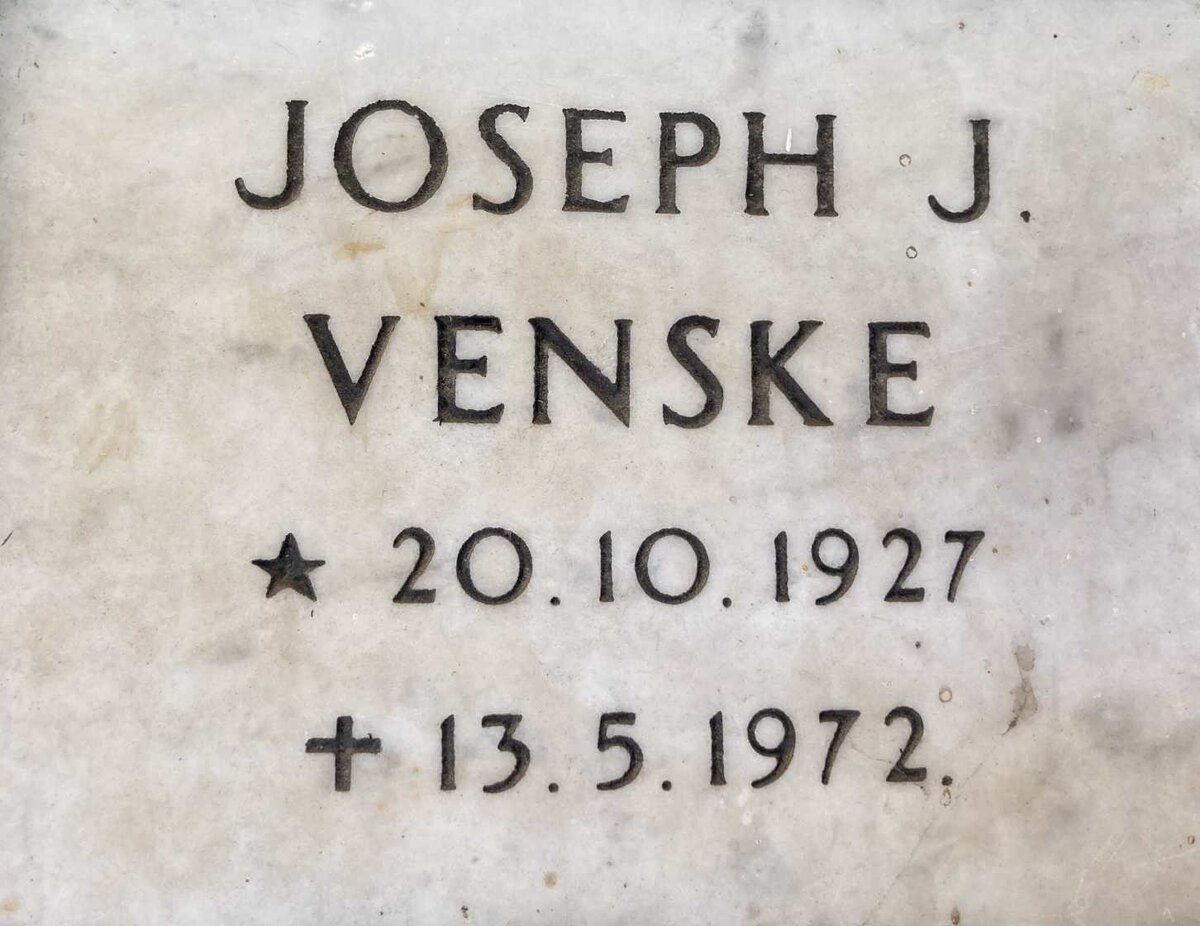 JOSEPH J.
VENSKE
★ 20.10.1927
✝ 13.5.1972.